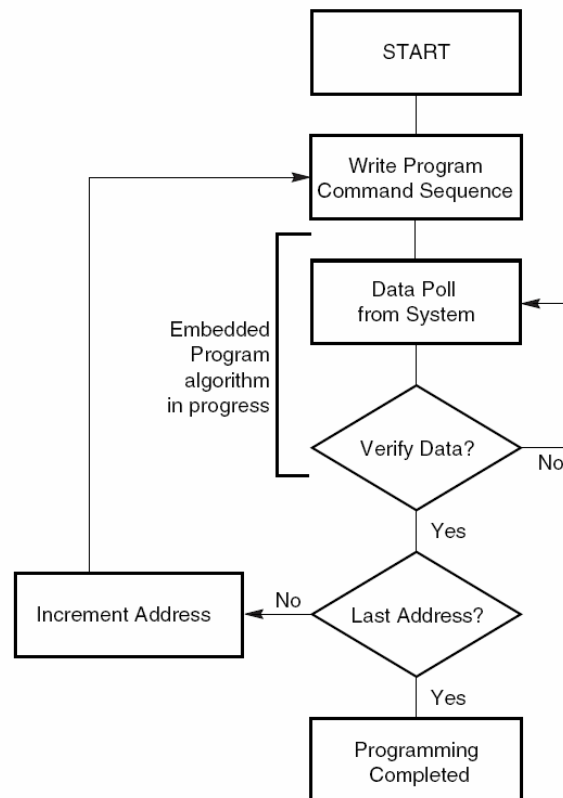 START
Write Program
Command Sequence
Data Poll
from System
Embedded
Program
algorithm
in progress
Verify Data?
No
Yes
Increment Address
No
Last Address?
Yes
Programming
Completed